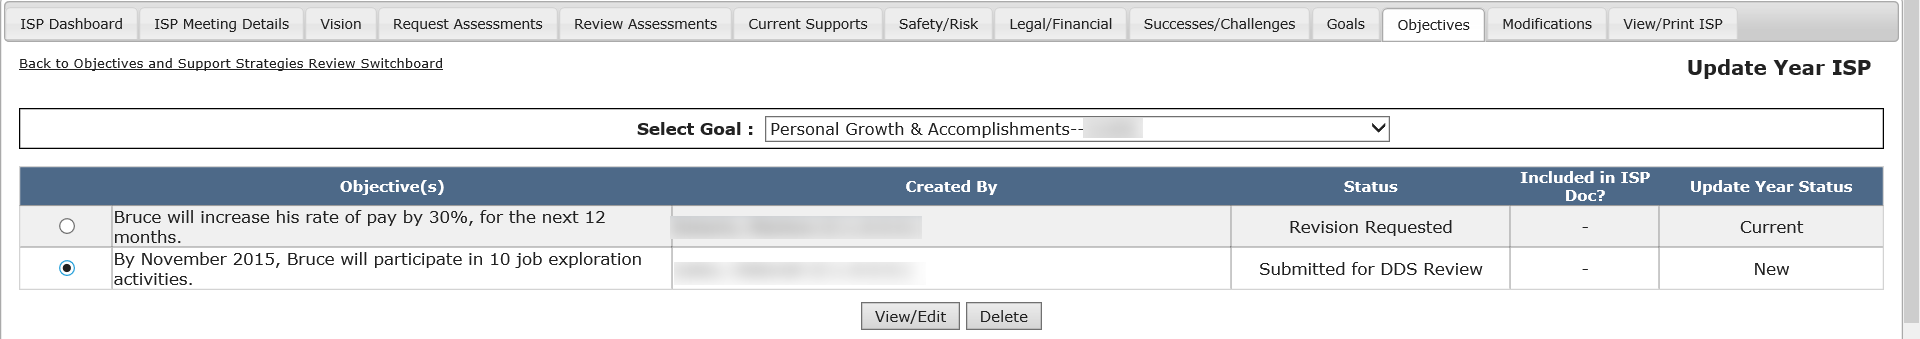 ISP Dashboard ISP Meeting Details Vision Request Assessments Review Assessments Current Supports Safety/Risk Legal/Financial Successes/Challenges Goals Objectives Modifications View/Print ISP
Back to Objectives and Support Strategies Review Switchboard
Update Year ISP
Select Goal : Personal Growth & Accomplishments--
Objective(s) Created By Status Included in ISP Doc? Update Year Status
Bruce will increase his rate of pay by 30%, for the next 12
months.
Revision Requested - Current
By November 2015, Bruce will participate in 10 job exploration
activities.
Submitted for DDS Review - New
View/Edit Delete